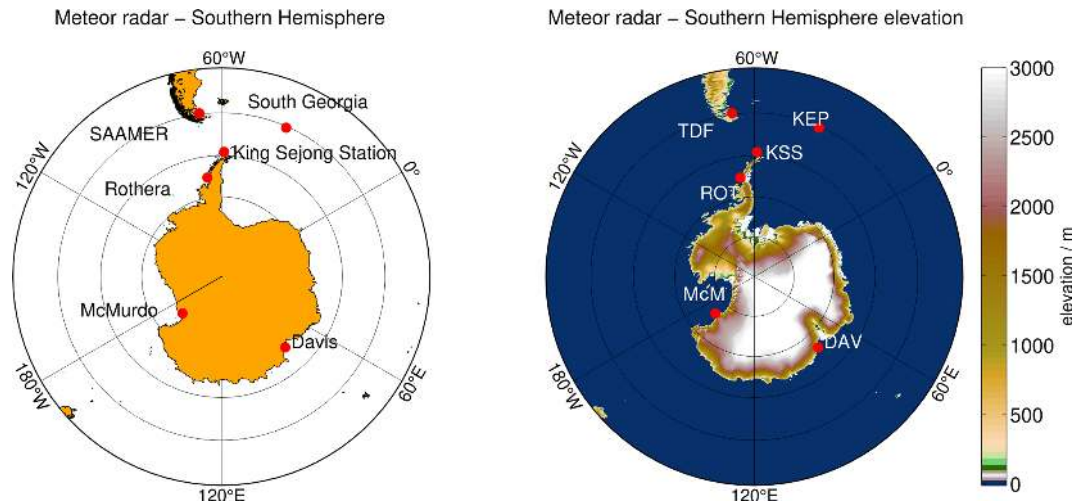 Meteor radar – Southern Hemisphere
60°W
South Georgia
SAAMER
King Sejong Station
120°W
0°
Rothera
McMurdo
Davis
180°W
60°E
120°E
Meteor radar – Southern Hemisphere elevation
60°W
KEP
TDF
KSS
120°W
0°
ROT
McM
DAV
180°W
60°E
120°E
3000
2500
2000
1500
1000
500
0
elevation / m